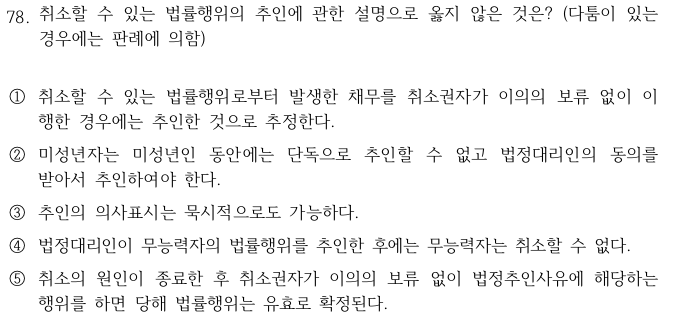 78. 취소할 수 있는 법률행위의 추인에 관한 설명으로 옳지 않은 것은? (다툼이 있는
경우에는 판례에 의함)
① 취소할 수 있는 법률행위로부터 발생한 채무를 취소권자가 이의의 보류 없이 이
행한 경우에는 추인한 것으로 추정한다.
② 미성년자는 미성년인 동안에는 단독으로 추인할 수 없고 법정대리인의 동의를
받아서 추인하여야 한다.
③ 추인의 의사표시는 묵시적으로도 가능하다.
④ 법정대리인이 무능력자의 법률행위를 추인한 후에는 무능력자는 취소할 수 없다.
⑤ 취소의 원인이 종료한 후 취소권자가 이의의 보류 없이 법정추인사유에 해당하는
행위를 하면 당해 법률행위는 유효로 확정된다.